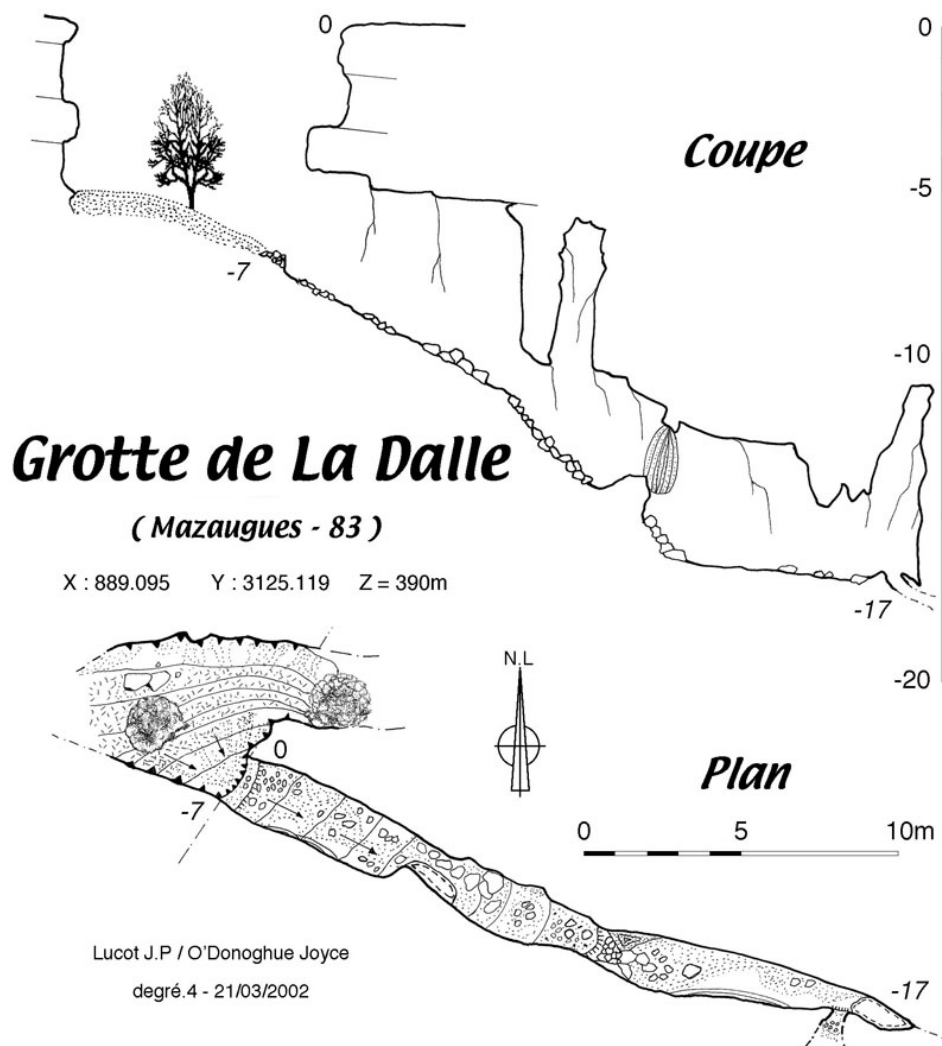 0
0
Coupe
-5
-7
-10
Grotte de La Dalle
( Mazaugues - 83 )
X : 889.095 Y : 3125.119 Z = 390m
-17
N.L
-20
0
Plan
-7
0 5 10m
Lucot J.P / O'Donoghue Joyce
-17
degré.4 - 21/03/2002